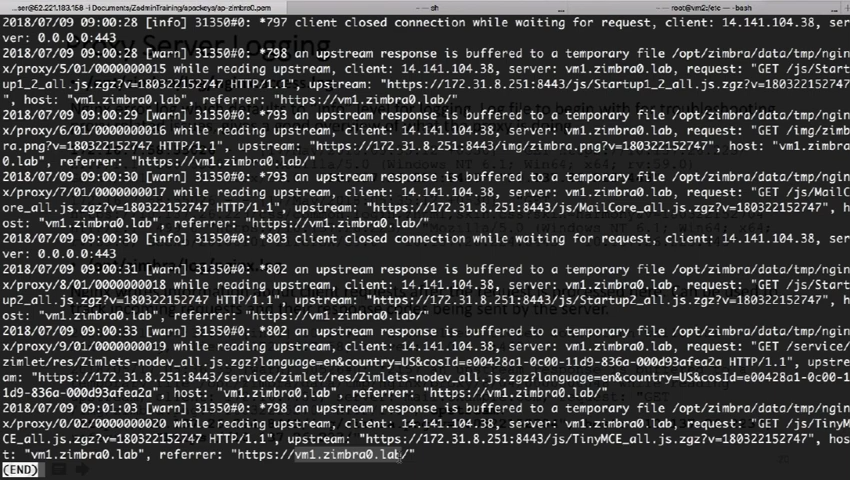 ...ser@62.221.183.158 -i Documents/ZadminTraining/apackeys/ap-zimbra0.pem
-- sh
-- root@vm2:/etc -- -bash
2018/07/09 09:00:28 [info] 31350#0: *797 client closed connection while waiting for request, client: 14.141.104.38, ser
ver: 0.0.0.0:443
2018/07/09 09:00:28 [warn] 31350#0: *798 an upstream response is buffered to a temporary file /opt/zimbra/data/tmp/ngin
x/proxy/5/01/0000000015 while reading upstream, client: 14.141.104.38, server: vm1.zimbra0.lab, request: "GET /js/Start
up1_2_all.js.zgz?v=180322152747 HTTP/1.1", upstream: "https://172.31.8.251:8443/js/Startup1_2_all.js.zgz?v=180322152747
", host: "vm1.zimbra0.lab", referrer: "https://vm1.zimbra0.lab/"
2018/07/09 09:00:29 [warn] 31350#0: *795 an upstream response is buffered to a temporary file /opt/zimbra/data/tmp/ngin
x/proxy/6/01/0000000016 while reading upstream, client: 14.141.104.38, server: vm1.zimbra0.lab, request: "GET /img/zimb
ra.png?v=180322152747 HTTP/1.1", upstream: "https://172.31.8.251:8443/img/zimbra.png?v=180322152747", host: "vm1.zimbra
0.lab", referrer: "https://vm1.zimbra0.lab/"
2018/07/09 09:00:30 [warn] 31350#0: *793 an upstream response is buffered to a temporary file /opt/zimbra/data/tmp/ngin
x/proxy/7/01/0000000017 while reading upstream, client: 14.141.104.38, server: vm1.zimbra0.lab, request: "GET /js/MailC
ore_all.js.zgz?v=180322152747 HTTP/1.1", upstream: "https://172.31.8.251:8443/js/MailCore_all.js.zgz?v=180322152747", h
ost: "vm1.zimbra0.lab", referrer: "https://vm1.zimbra0.lab/"
2018/07/09 09:00:30 [info] 31350#0: *803 client closed connection while waiting for request, client: 14.141.104.38, ser
ver: 0.0.0.0:443
2018/07/09 09:00:31 [warn] 31350#0: *802 an upstream response is buffered to a temporary file /opt/zimbra/data/tmp/ngin
x/proxy/8/01/0000000018 while reading upstream, client: 14.141.104.38, server: vm1.zimbra0.lab, request: "GET /js/Start
up2_all.js.zgz?v=180322152747 HTTP/1.1", upstream: "https://172.31.8.251:8443/js/Startup2_all.js.zgz?v=180322152747", h
ost: "vm1.zimbra0.lab", referrer: "https://vm1.zimbra0.lab/"
2018/07/09 09:00:33 [warn] 31350#0: *802 an upstream response is buffered to a temporary file /opt/zimbra/data/tmp/ngin
x/proxy/9/01/0000000019 while reading upstream, client: 14.141.104.38, server: vm1.zimbra0.lab, request: "GET /service/
zimlet/res/Zimlets-nodev_all.js.zgz?language=en&country=US&cosId=e00428a1-0c00-11d9-836a-000d93afea2a HTTP/1.1", upstre
am: "https://172.31.8.251:8443/service/zimlet/res/Zimlets-nodev_all.js.zgz?language=en&country=US&cosId=e00428a1-0c00-1
1d9-836a-000d93afea2a", host: "vm1.zimbra0.lab", referrer: "https://vm1.zimbra0.lab/"
2018/07/09 09:01:03 [warn] 31350#0: *798 an upstream response is buffered to a temporary file /opt/zimbra/data/tmp/ngin
x/proxy/0/02/0000000020 while reading upstream, client: 14.141.104.38, server: vm1.zimbra0.lab, request: "GET /js/TinyM
CE_all.js.zgz?v=180322152747 HTTP/1.1", upstream: "https://172.31.8.251:8443/js/TinyMCE_all.js.zgz?v=180322152747", hos
t: "vm1.zimbra0.lab", referrer: "https://vm1.zimbra0.lab/"
(END)
Proxy Server Logging